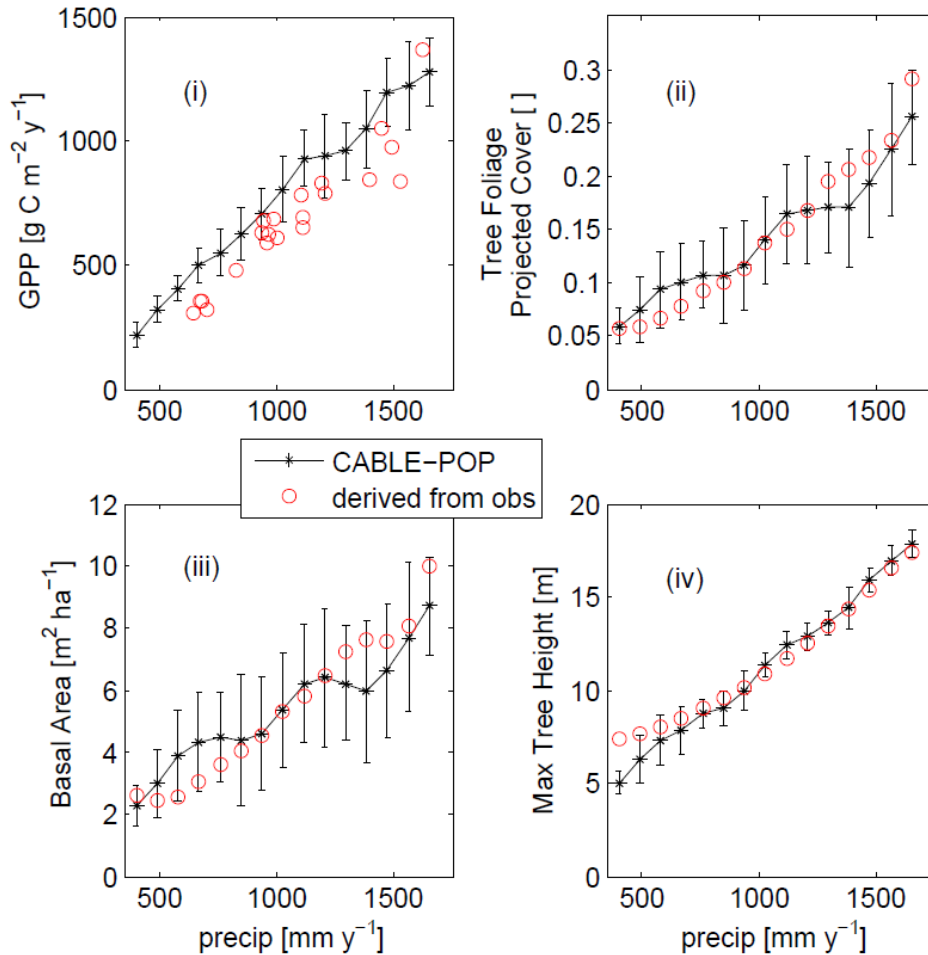 1500
1000
500
0
GPP [g C m⁻² y⁻¹]
(i)
500
1000
1500
0.3
0.25
0.2
0.15
0.1
0.05
0
Tree Foliage
Projected Cover [ ]
(ii)
500
1000
1500
CABLE−POP
derived from obs
12
10
8
6
4
2
0
Basal Area [m² ha⁻¹]
(iii)
500
1000
1500
precip [mm y⁻¹]
20
15
10
5
0
Max Tree Height [m]
(iv)
500
1000
1500
precip [mm y⁻¹]